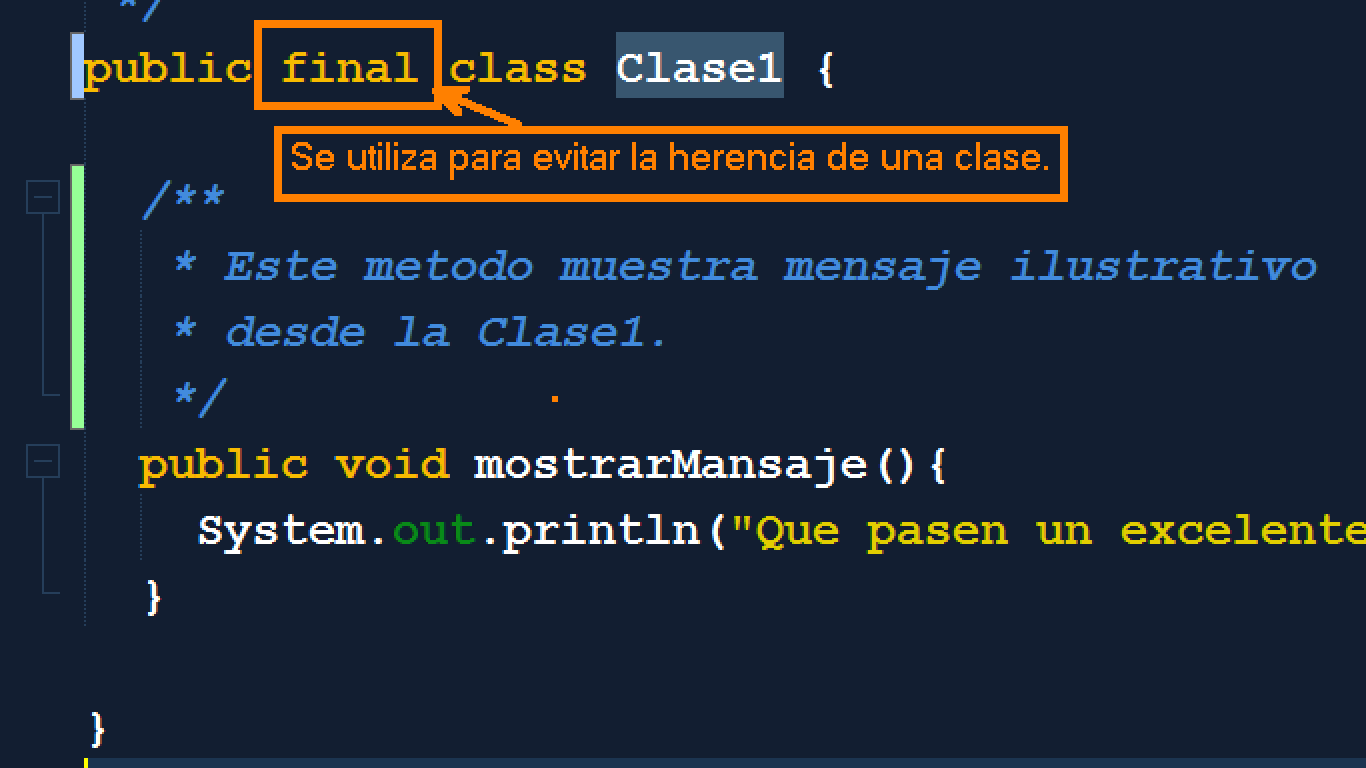 */
public final class Clase1 {
Se utiliza para evitar la herencia de una clase.
/**
* Este metodo muestra mensaje ilustrativo
* desde la Clase1.
*/
public void mostrarMansaje(){
System.out.println("Que pasen un excelente
}
}